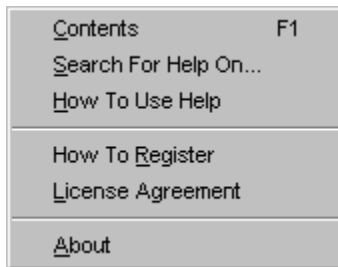 Contents F1
Search For Help On...
How To Use Help
How To Register
License Agreement
About